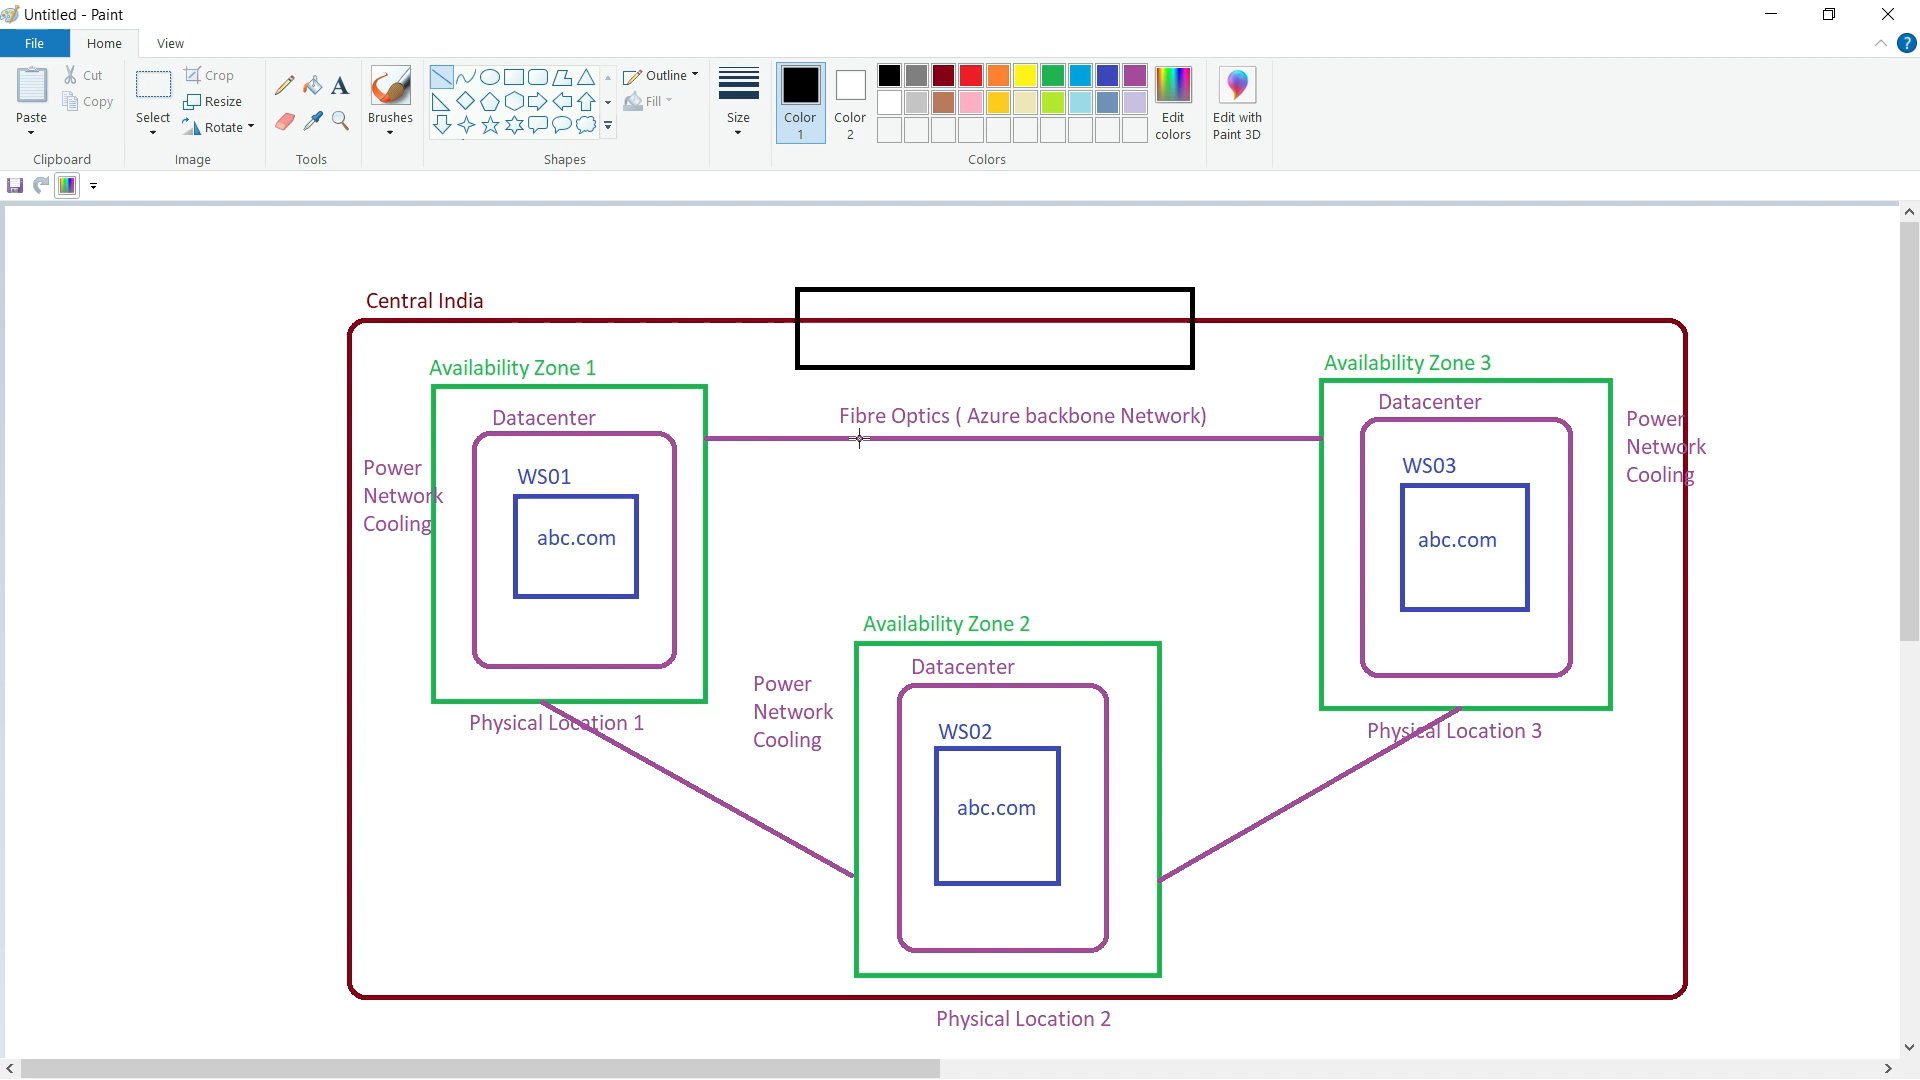 Untitled - Paint
File
Home
View
Paste
Cut
Copy
Clipboard
Select
Crop
Resize
Rotate
Image
A
Tools
Brushes
Outline
Fill
Shapes
Size
Color 1
Color 2
Edit colors
Colors
Edit with Paint 3D
?
Central India
Availability Zone 1
Datacenter
WS01
abc.com
Power
Network
Cooling
Physical Location 1
Fibre Optics ( Azure backbone Network)
Availability Zone 3
Datacenter
WS03
abc.com
Power
Network
Cooling
Physical Location 3
Availability Zone 2
Datacenter
WS02
abc.com
Power
Network
Cooling
Physical Location 2